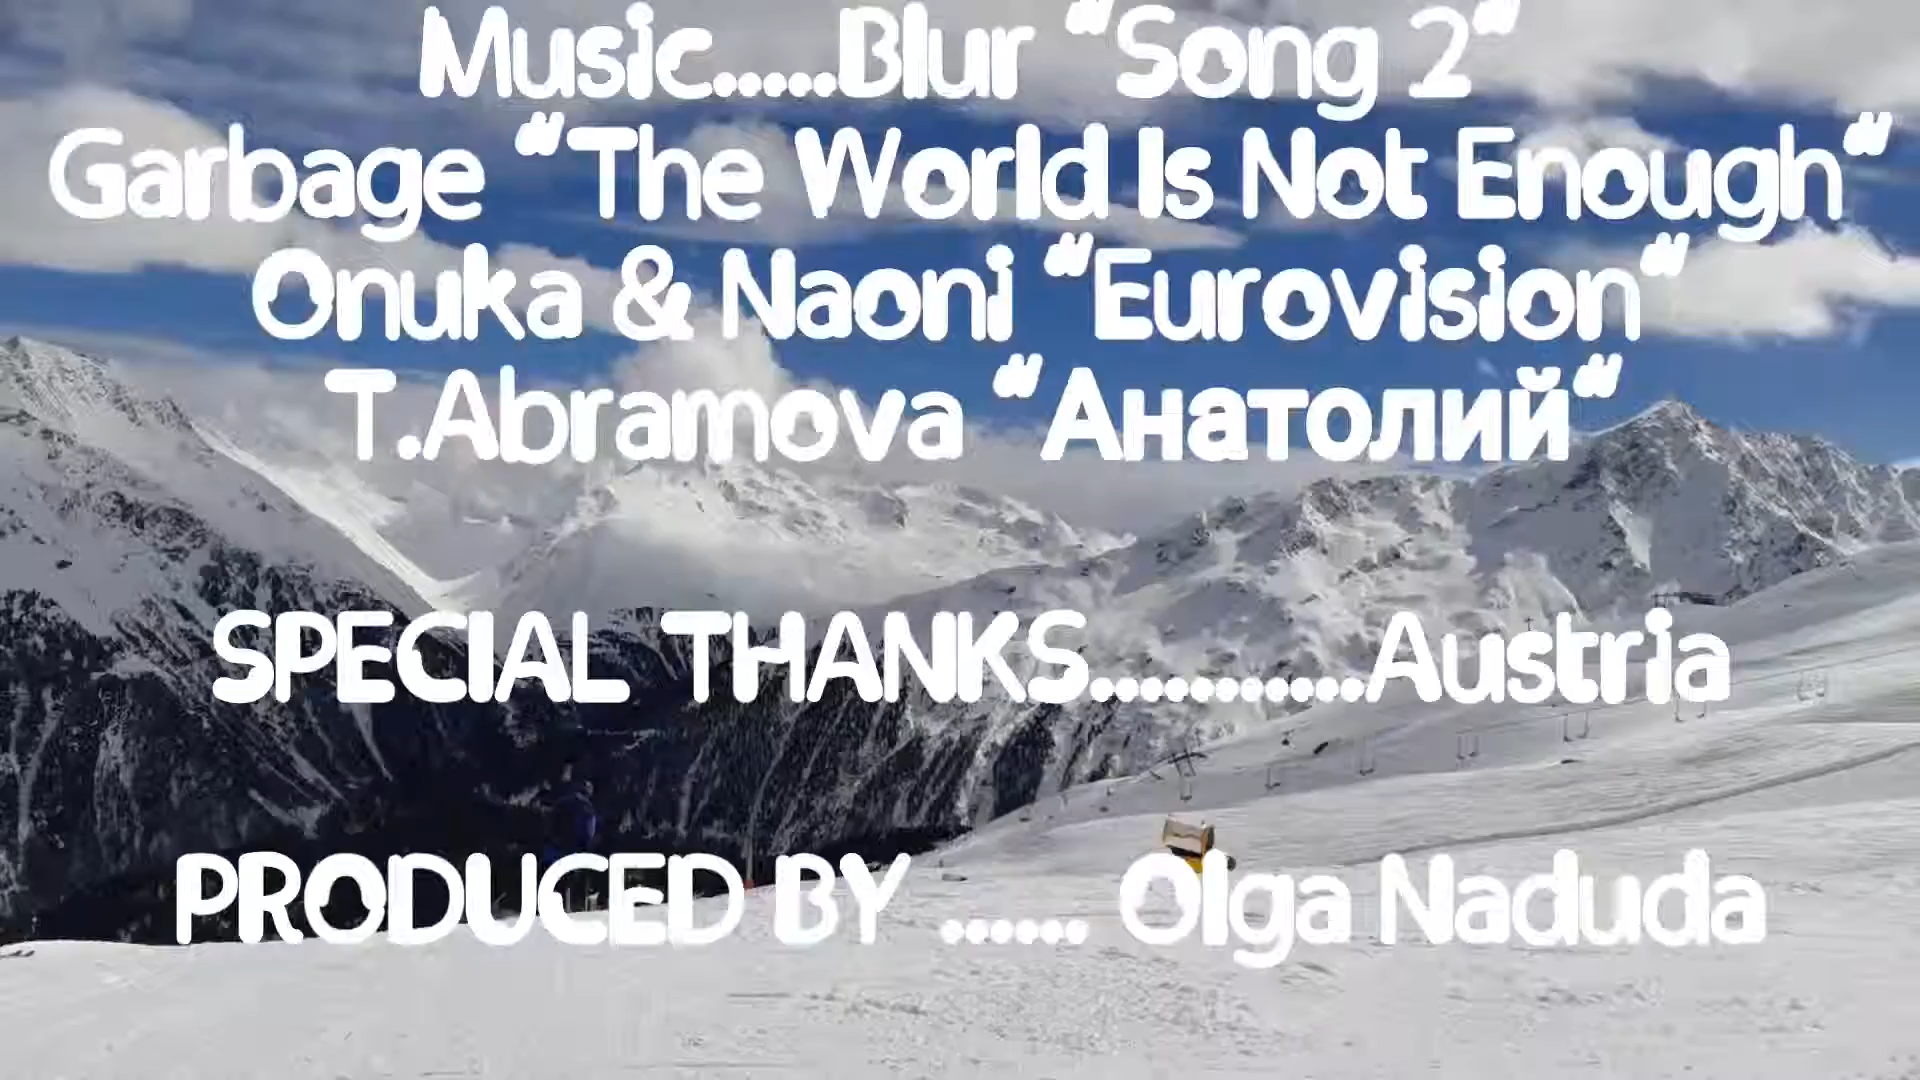 Music.....Blur “Song 2“
Garbage “The World Is Not Enough“
Onuka & Naoni “Eurovision“
T.Abramova “Анатолий“
SPECIAL THANKS...........Austria
PRODUCED BY ...... Olga Naduda